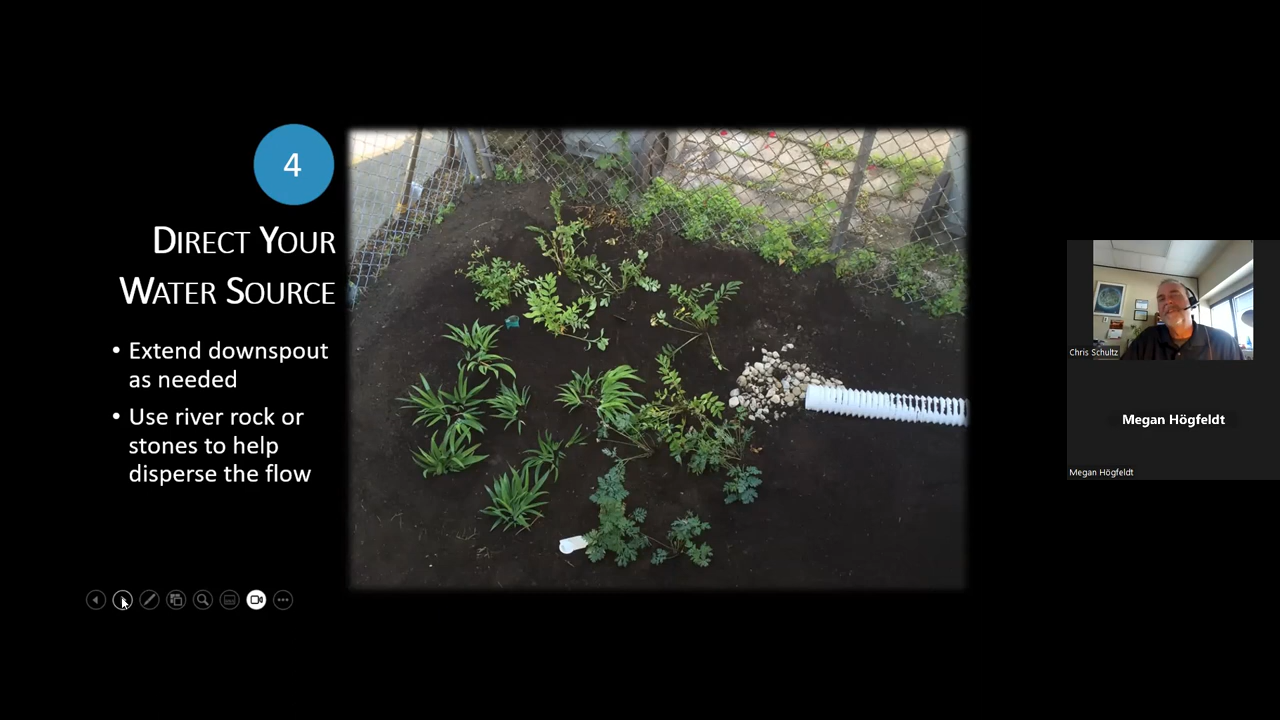 4
Direct Your
Water Source
• Extend downspout
as needed
• Use river rock or
stones to help
disperse the flow
Chris Schultz
Megan Högfeldt
Megan Högfeldt